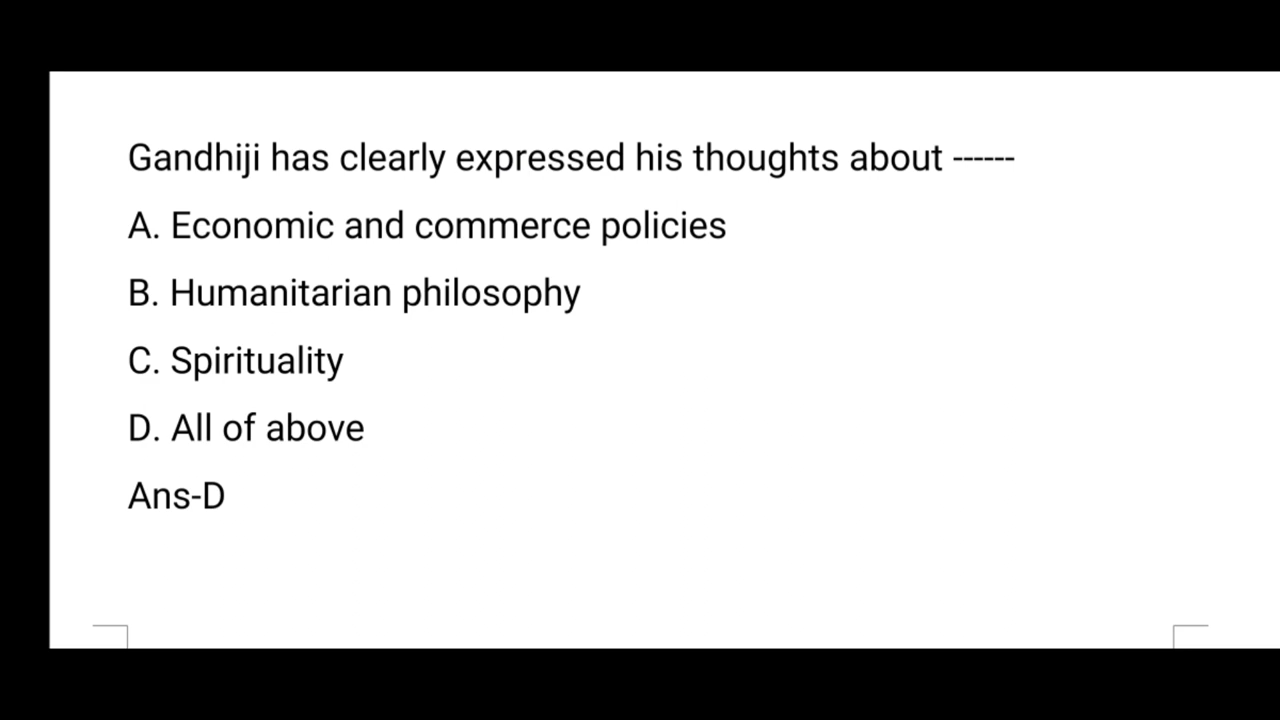 Gandhiji has clearly expressed his thoughts about ------
A. Economic and commerce policies
B. Humanitarian philosophy
C. Spirituality
D. All of above
Ans-D